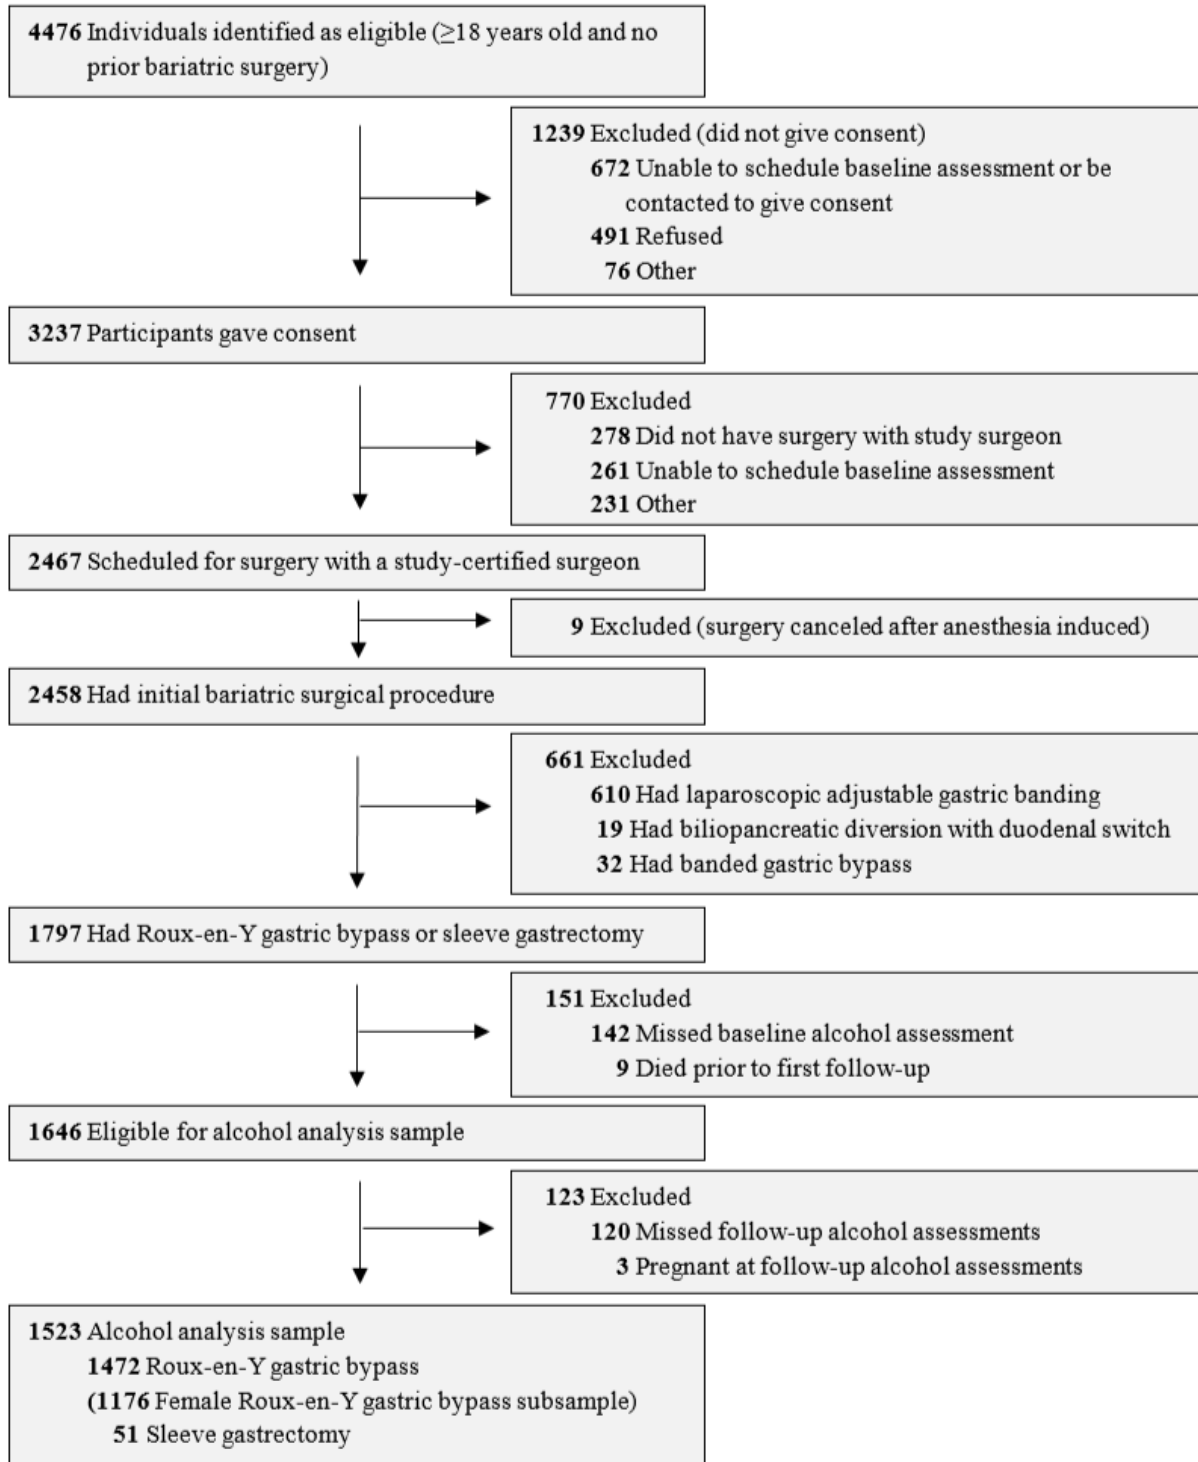 4476 Individuals identified as eligible (≥18 years old and no
prior bariatric surgery)
1239 Excluded (did not give consent)
672 Unable to schedule baseline assessment or be
contacted to give consent
491 Refused
76 Other
3237 Participants gave consent
770 Excluded
278 Did not have surgery with study surgeon
261 Unable to schedule baseline assessment
231 Other
2467 Scheduled for surgery with a study-certified surgeon
9 Excluded (surgery canceled after anesthesia induced)
2458 Had initial bariatric surgical procedure
661 Excluded
610 Had laparoscopic adjustable gastric banding
19 Had biliopancreatic diversion with duodenal switch
32 Had banded gastric bypass
1797 Had Roux-en-Y gastric bypass or sleeve gastrectomy
151 Excluded
142 Missed baseline alcohol assessment
9 Died prior to first follow-up
1646 Eligible for alcohol analysis sample
123 Excluded
120 Missed follow-up alcohol assessments
3 Pregnant at follow-up alcohol assessments
1523 Alcohol analysis sample
1472 Roux-en-Y gastric bypass
(1176 Female Roux-en-Y gastric bypass subsample)
51 Sleeve gastrectomy